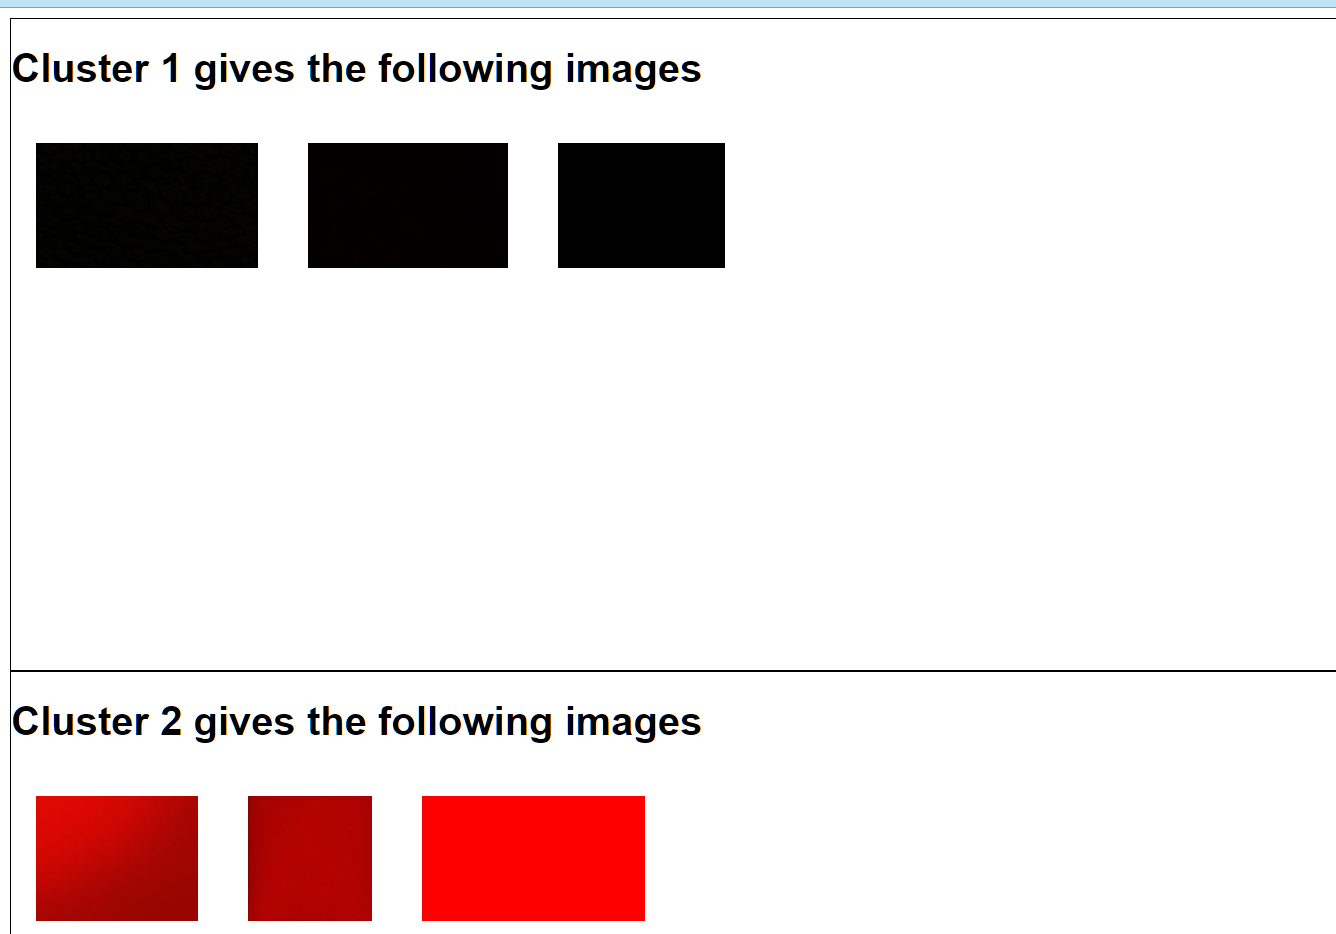 Cluster 1 gives the following images
Cluster 2 gives the following images